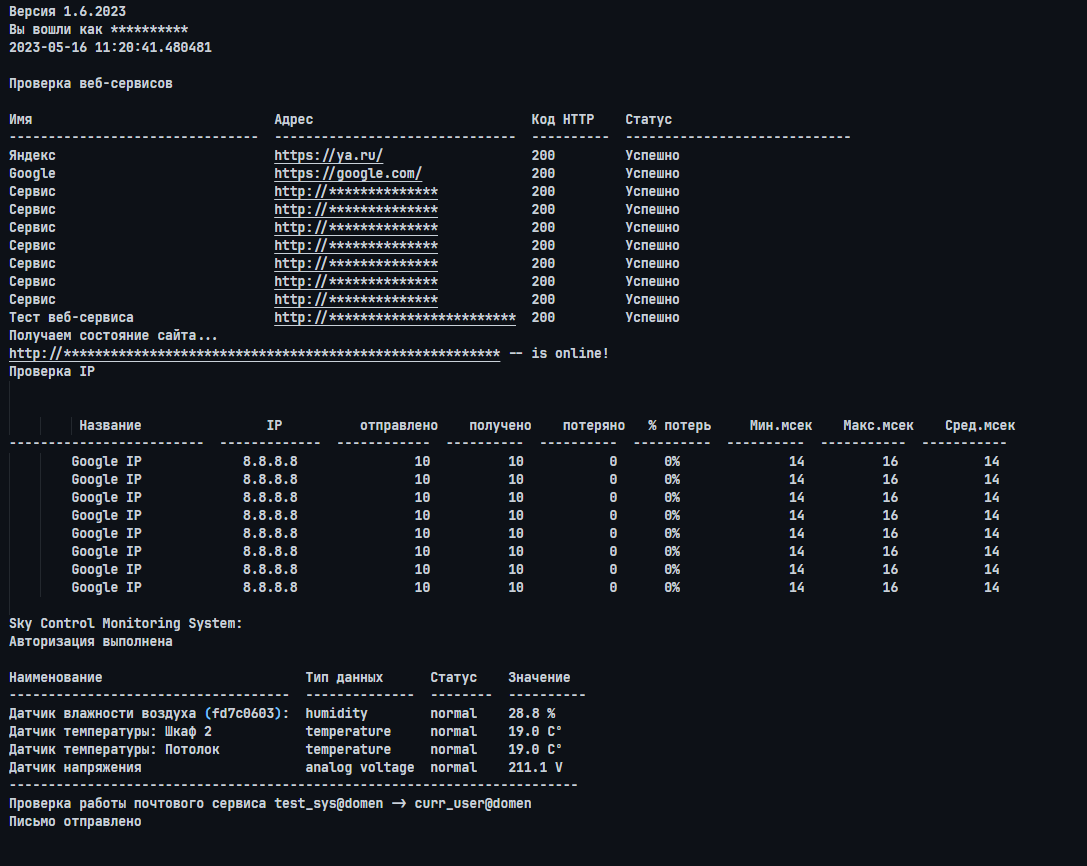 Версия 1.6.2023
Вы вошли как **********
2023-05-16 11:20:41.480481
Проверка веб-сервисов
Имя Адрес Код HTTP Статус
-------------------------------- ------------------------------- ---------- -----------------------------
Яндекс https://ya.ru/ 200 Успешно
Google https://google.com/ 200 Успешно
Сервис http://************** 200 Успешно
Сервис http://************** 200 Успешно
Сервис http://************** 200 Успешно
Сервис http://************** 200 Успешно
Сервис http://************** 200 Успешно
Сервис http://************** 200 Успешно
Сервис http://************** 200 Успешно
Тест веб-сервиса http://************************ 200 Успешно
Получаем состояние сайта...
http://******************************************************** -- is online!
Проверка IP
Название IP отправлено получено потеряно % потерь Мин.мсек Макс.мсек Сред.мсек
------------------------- ------------- ------------ ---------- ---------- ---------- ---------- ----------- -----------
Google IP 8.8.8.8 10 10 0 0% 14 16 14
Google IP 8.8.8.8 10 10 0 0% 14 16 14
Google IP 8.8.8.8 10 10 0 0% 14 16 14
Google IP 8.8.8.8 10 10 0 0% 14 16 14
Google IP 8.8.8.8 10 10 0 0% 14 16 14
Google IP 8.8.8.8 10 10 0 0% 14 16 14
Google IP 8.8.8.8 10 10 0 0% 14 16 14
Google IP 8.8.8.8 10 10 0 0% 14 16 14
Sky Control Monitoring System:
Авторизация выполнена
Наименование Тип данных Статус Значение
------------------------------------ -------------- -------- ----------
Датчик влажности воздуха (fd7c0603): humidity normal 28.8 %
Датчик температуры: Шкаф 2 temperature normal 19.0 C°
Датчик температуры: Потолок temperature normal 19.0 C°
Датчик напряжения analog voltage normal 211.1 V
-------------------------------------------------------------------------
Проверка работы почтового сервиса test_sys@domen -> curr_user@domen
Письмо отправлено